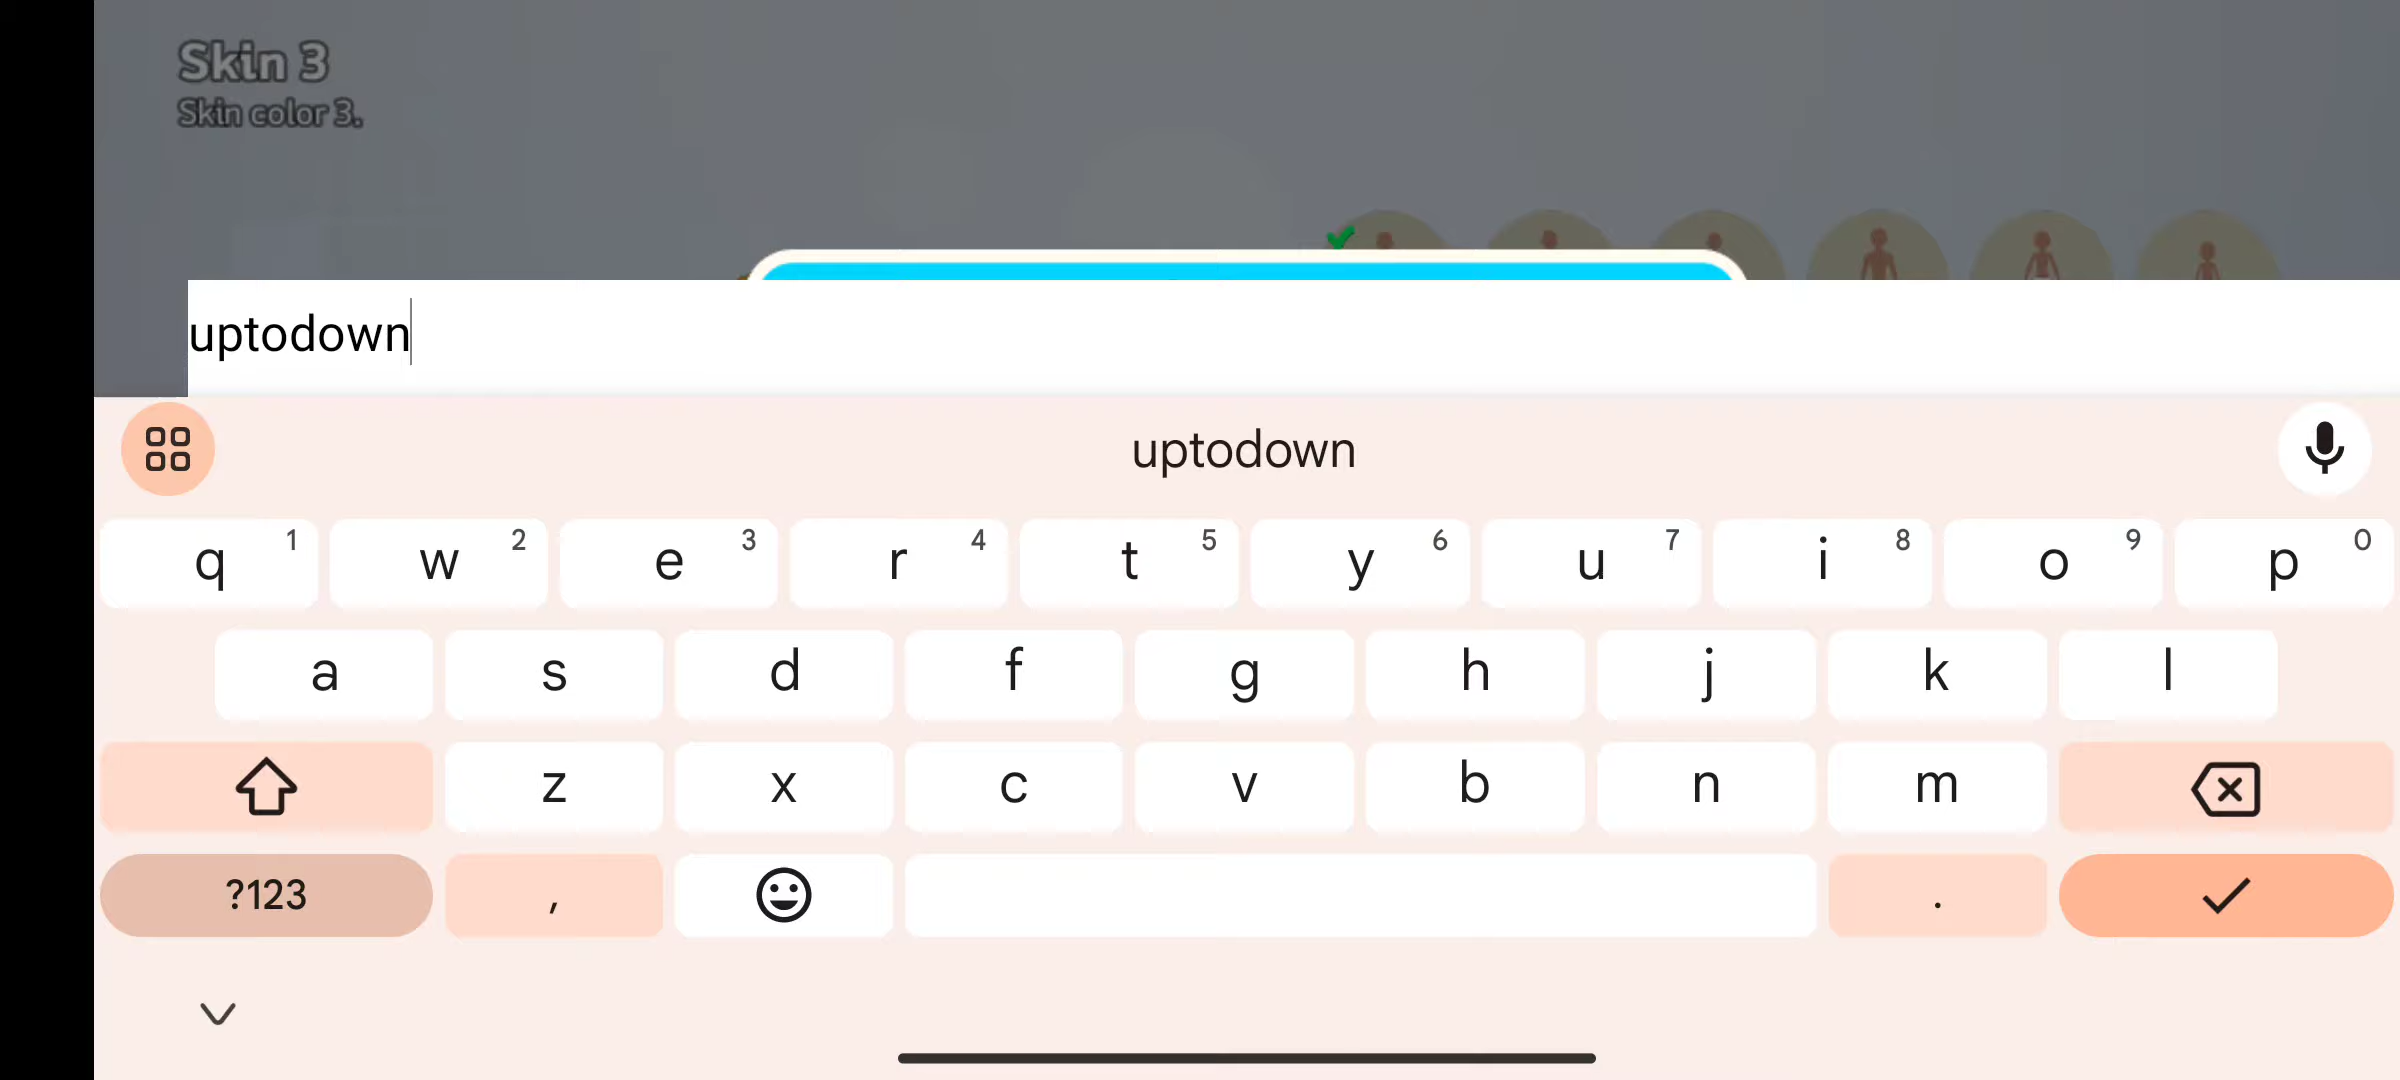 Skin 3
Skin color 3.
uptodown
uptodown
q 1 w 2 e 3 r 4 t 5 y 6 u 7 i 8 o 9 p 0
a s d f g h j k l
z x c v b n m
?123 , .